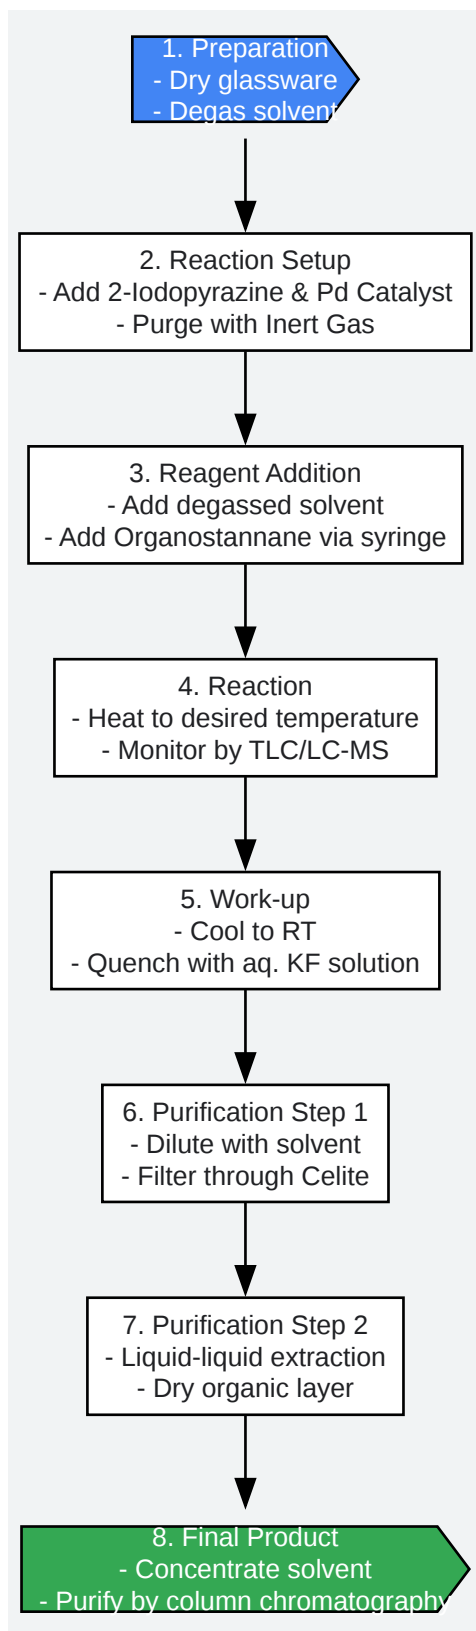 1. Preparation
- Dry glassware
- Degas solvent
2. Reaction Setup
- Add 2-Iodopyrazine & Pd Catalyst
- Purge with Inert Gas
3. Reagent Addition
- Add degassed solvent
- Add Organostannane via syringe
4. Reaction
- Heat to desired temperature
- Monitor by TLC/LC-MS
5. Work-up
- Cool to RT
- Quench with aq. KF solution
6. Purification Step 1
- Dilute with solvent
- Filter through Celite
7. Purification Step 2
- Liquid-liquid extraction
- Dry organic layer
8. Final Product
- Concentrate solvent
- Purify by column chromatography